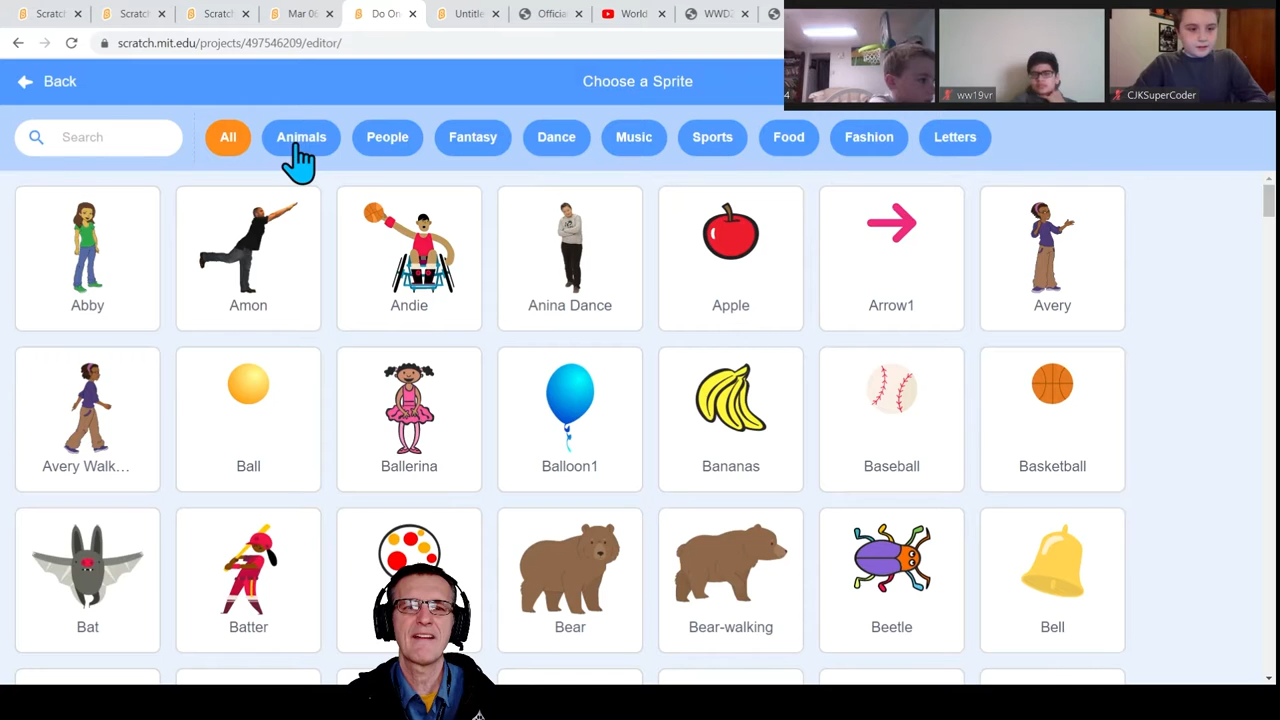 Scratch
Scratch
Scratch
Mar 06
Do On
Untitle
Officia
World
WWDZ
scratch.mit.edu/projects/497546209/editor/
4
ww19vr
CJKSuperCoder
Back
Choose a Sprite
Search
All
Animals
People
Fantasy
Dance
Music
Sports
Food
Fashion
Letters
Abby
Amon
Andie
Anina Dance
Apple
Arrow1
Avery
Avery Walk...
Ball
Ballerina
Balloon1
Bananas
Baseball
Basketball
Bat
Batter
Bear
Bear-walking
Beetle
Bell